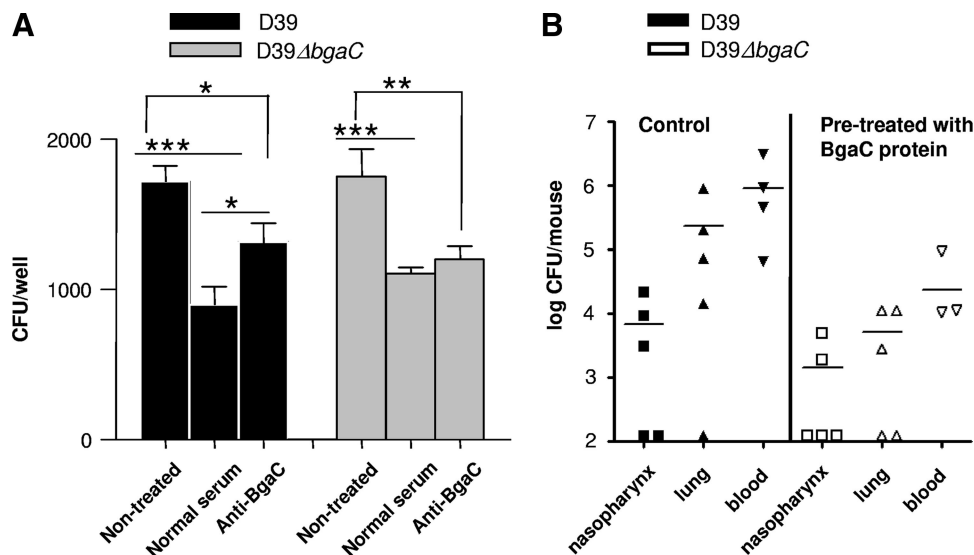 A
D39
D39ΔbgaC
CFU/well
2000
1000
0
*
**
***
***
*
Non-treated
Normal serum
Anti-BgaC
Non-treated
Normal serum
Anti-BgaC
B
D39
D39ΔbgaC
log CFU/mouse
7
6
5
4
3
2
Control
Pre-treated with
BgaC protein
nasopharynx
lung
blood
nasopharynx
lung
blood